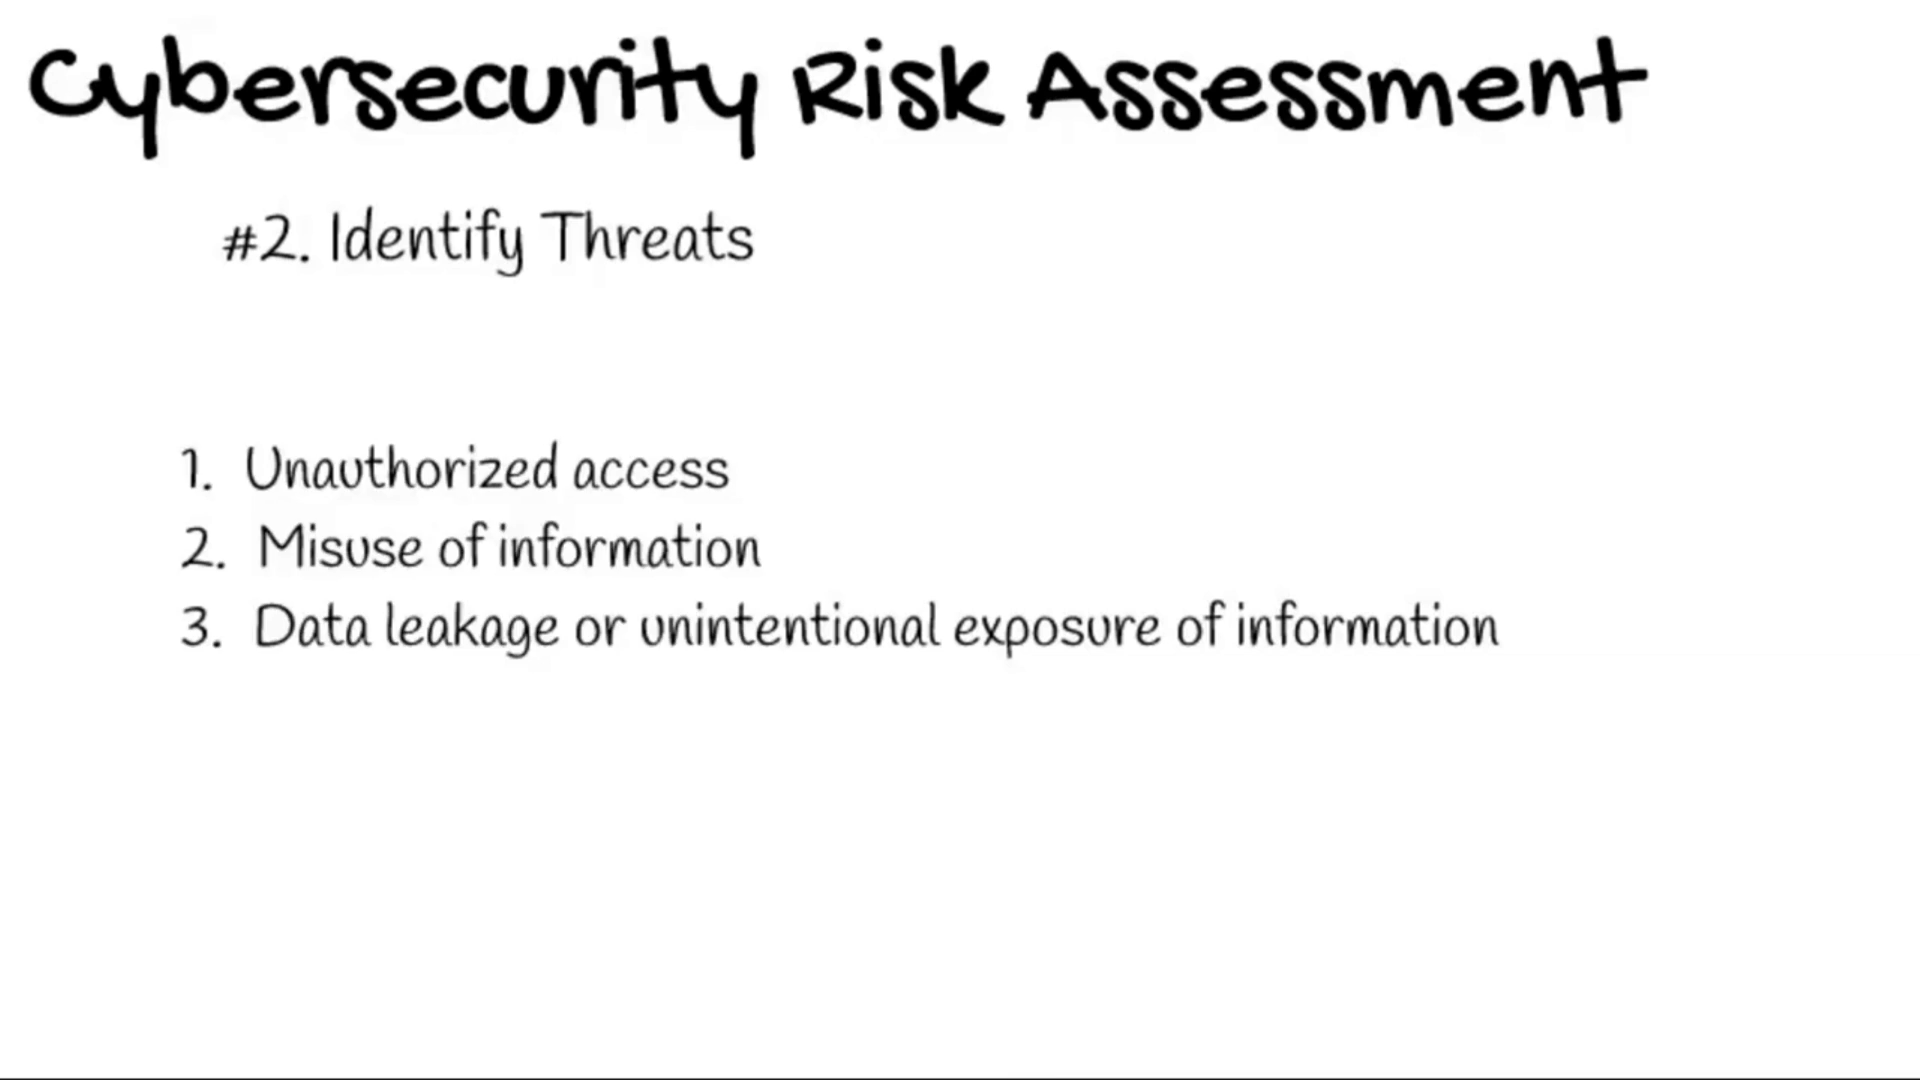 Cybersecurity Risk Assessment
#2. Identify Threats
1. Unauthorized access
2. Misuse of information
3. Data leakage or unintentional exposure of information